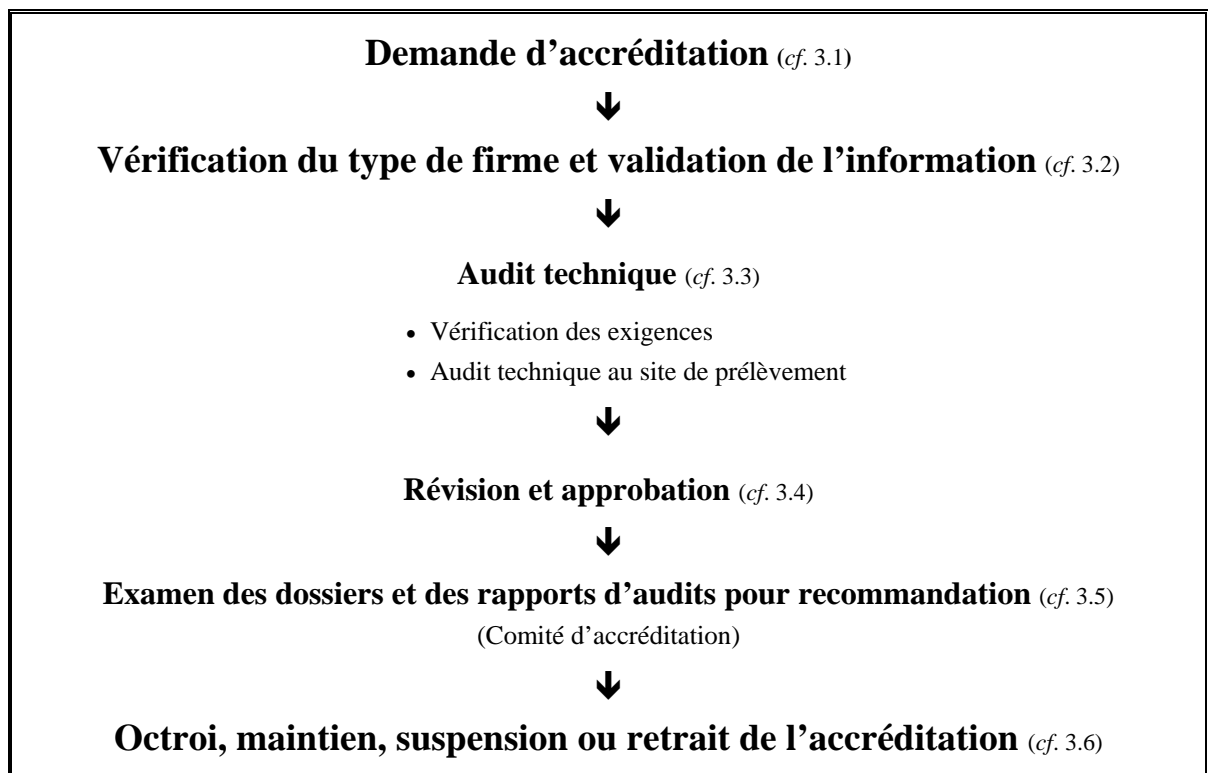 Demande d’accréditation (cf. 3.1)
🡻
Vérification du type de firme et validation de l’information (cf. 3.2)
🡻
Audit technique (cf. 3.3)
• Vérification des exigences
• Audit technique au site de prélèvement
🡻
Révision et approbation (cf. 3.4)
🡻
Examen des dossiers et des rapports d’audits pour recommandation (cf. 3.5)
(Comité d’accréditation)
🡻
Octroi, maintien, suspension ou retrait de l’accréditation (cf. 3.6)